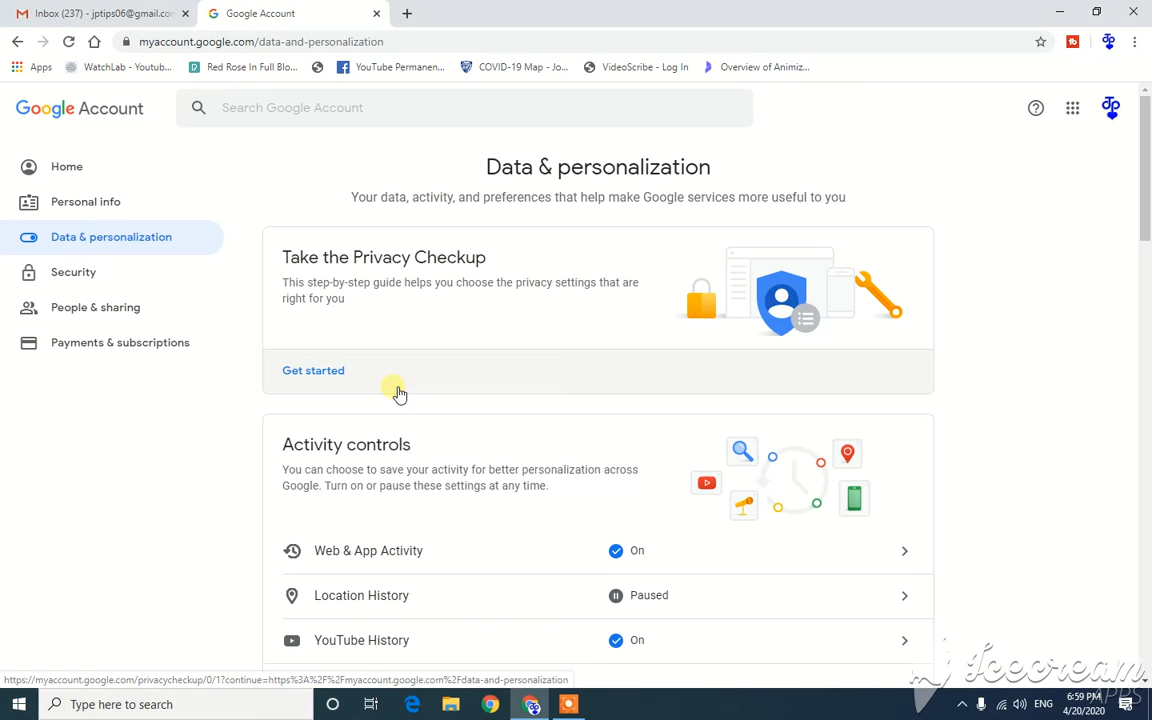 Inbox (237) - jptips06@gmail.com
Google Account
myaccount.google.com/data-and-personalization
Apps
WatchLab - Youtub...
Red Rose In Full Blo...
YouTube Permanen...
COVID-19 Map - Jo...
VideoScribe - Log In
Overview of Animiz...
Google Account
Search Google Account
jp
Home
Personal info
Data & personalization
Security
People & sharing
Payments & subscriptions
Data & personalization
Your data, activity, and preferences that help make Google services more useful to you
Take the Privacy Checkup
This step-by-step guide helps you choose the privacy settings that are
right for you
Get started
Activity controls
You can choose to save your activity for better personalization across
Google. Turn on or pause these settings at any time.
Web & App Activity
On
Location History
Paused
YouTube History
On
https://myaccount.google.com/privacycheckup/0/1?continue=https%3A%2F%2Fmyaccount.google.com%2Fdata-and-personalization
Icecream
APPS
Type here to search
ENG
6:59 PM
4/20/2020